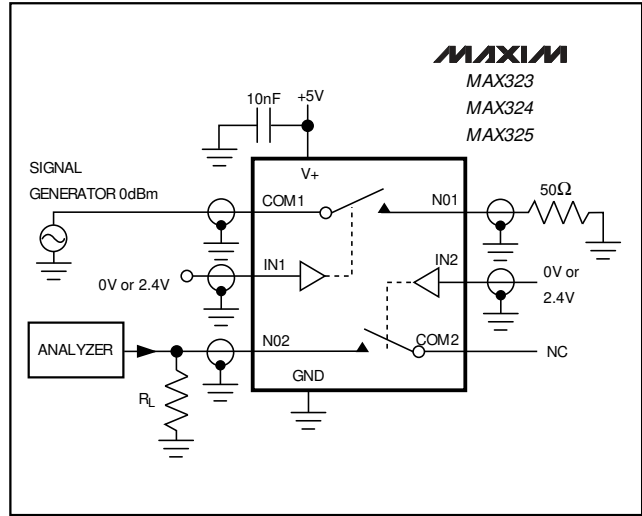 MAXIM
MAX323
MAX324
MAX325
10nF
+5V
V+
SIGNAL
GENERATOR 0dBm
COM1
N01
50Ω
IN1
IN2
0V or 2.4V
0V or
2.4V
ANALYZER
N02
COM2
NC
GND
RL